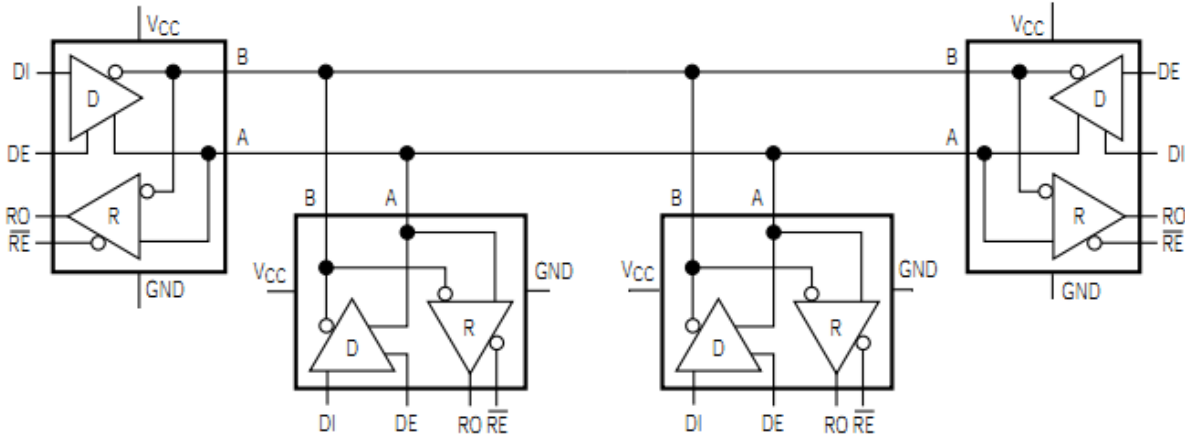 VCC VCC
B B
DI DE
D D
A A
DE DI
B A B A
R R
RO RO
RE RE
VCC GND VCC GND
GND GND
R R
D D
DI DE RO RE DI DE RO RE